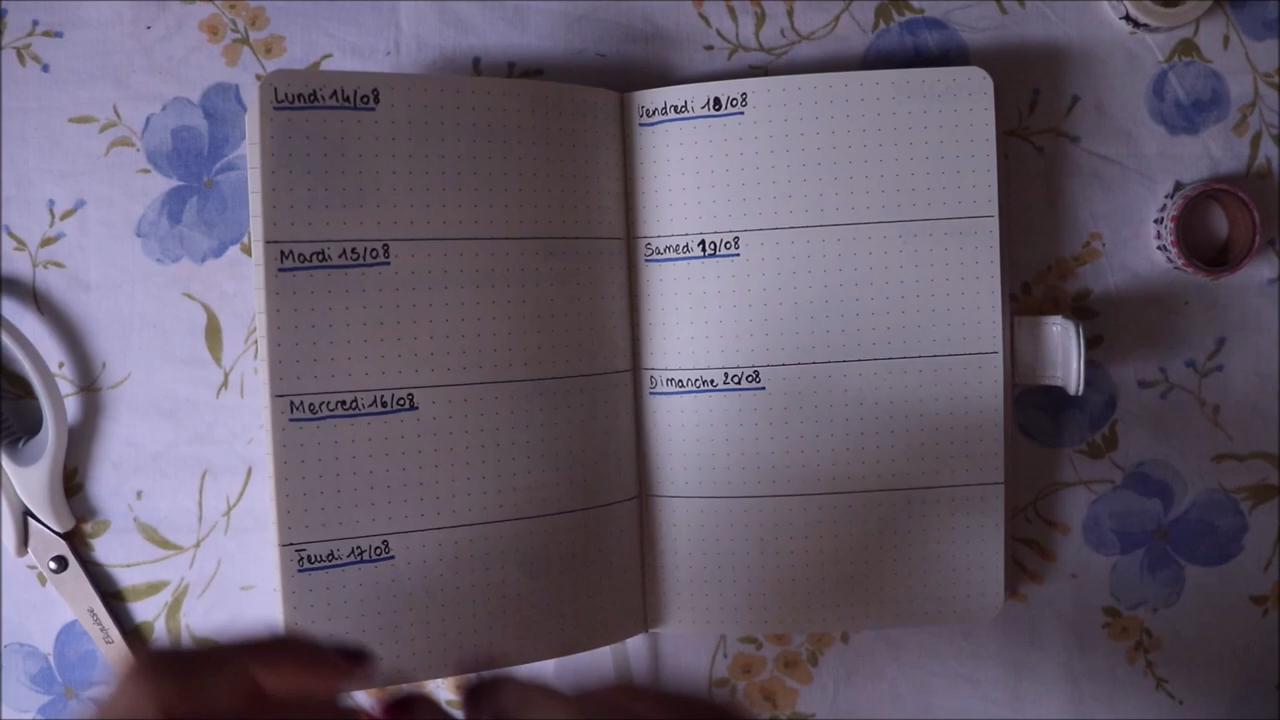 Lundi 14/08
Mardi 15/08
Mercredi 16/08
Jeudi 17/08
Vendredi 18/08
Samedi 19/08
Dimanche 20/08